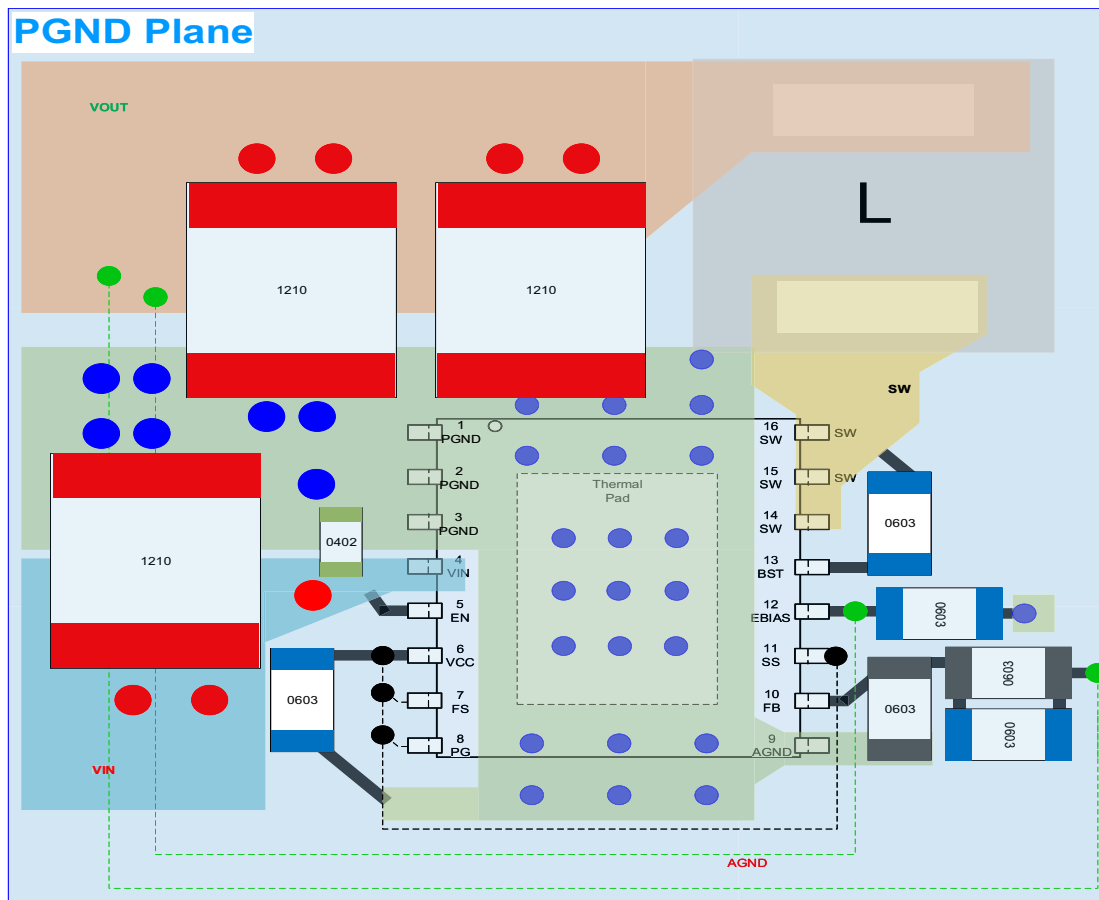 PGND Plane
VOUT
L
1210
1210
SW
1
PGND
16
SW
SW
2
PGND
Thermal
Pad
15
SW
SW
3
PGND
14
SW
0603
0402
1210
4
VIN
13
BST
5
EN
12
EBIAS
0603
6
VCC
11
SS
0603
0603
7
FS
10
FB
0603
0603
8
PG
9
AGND
VIN
AGND